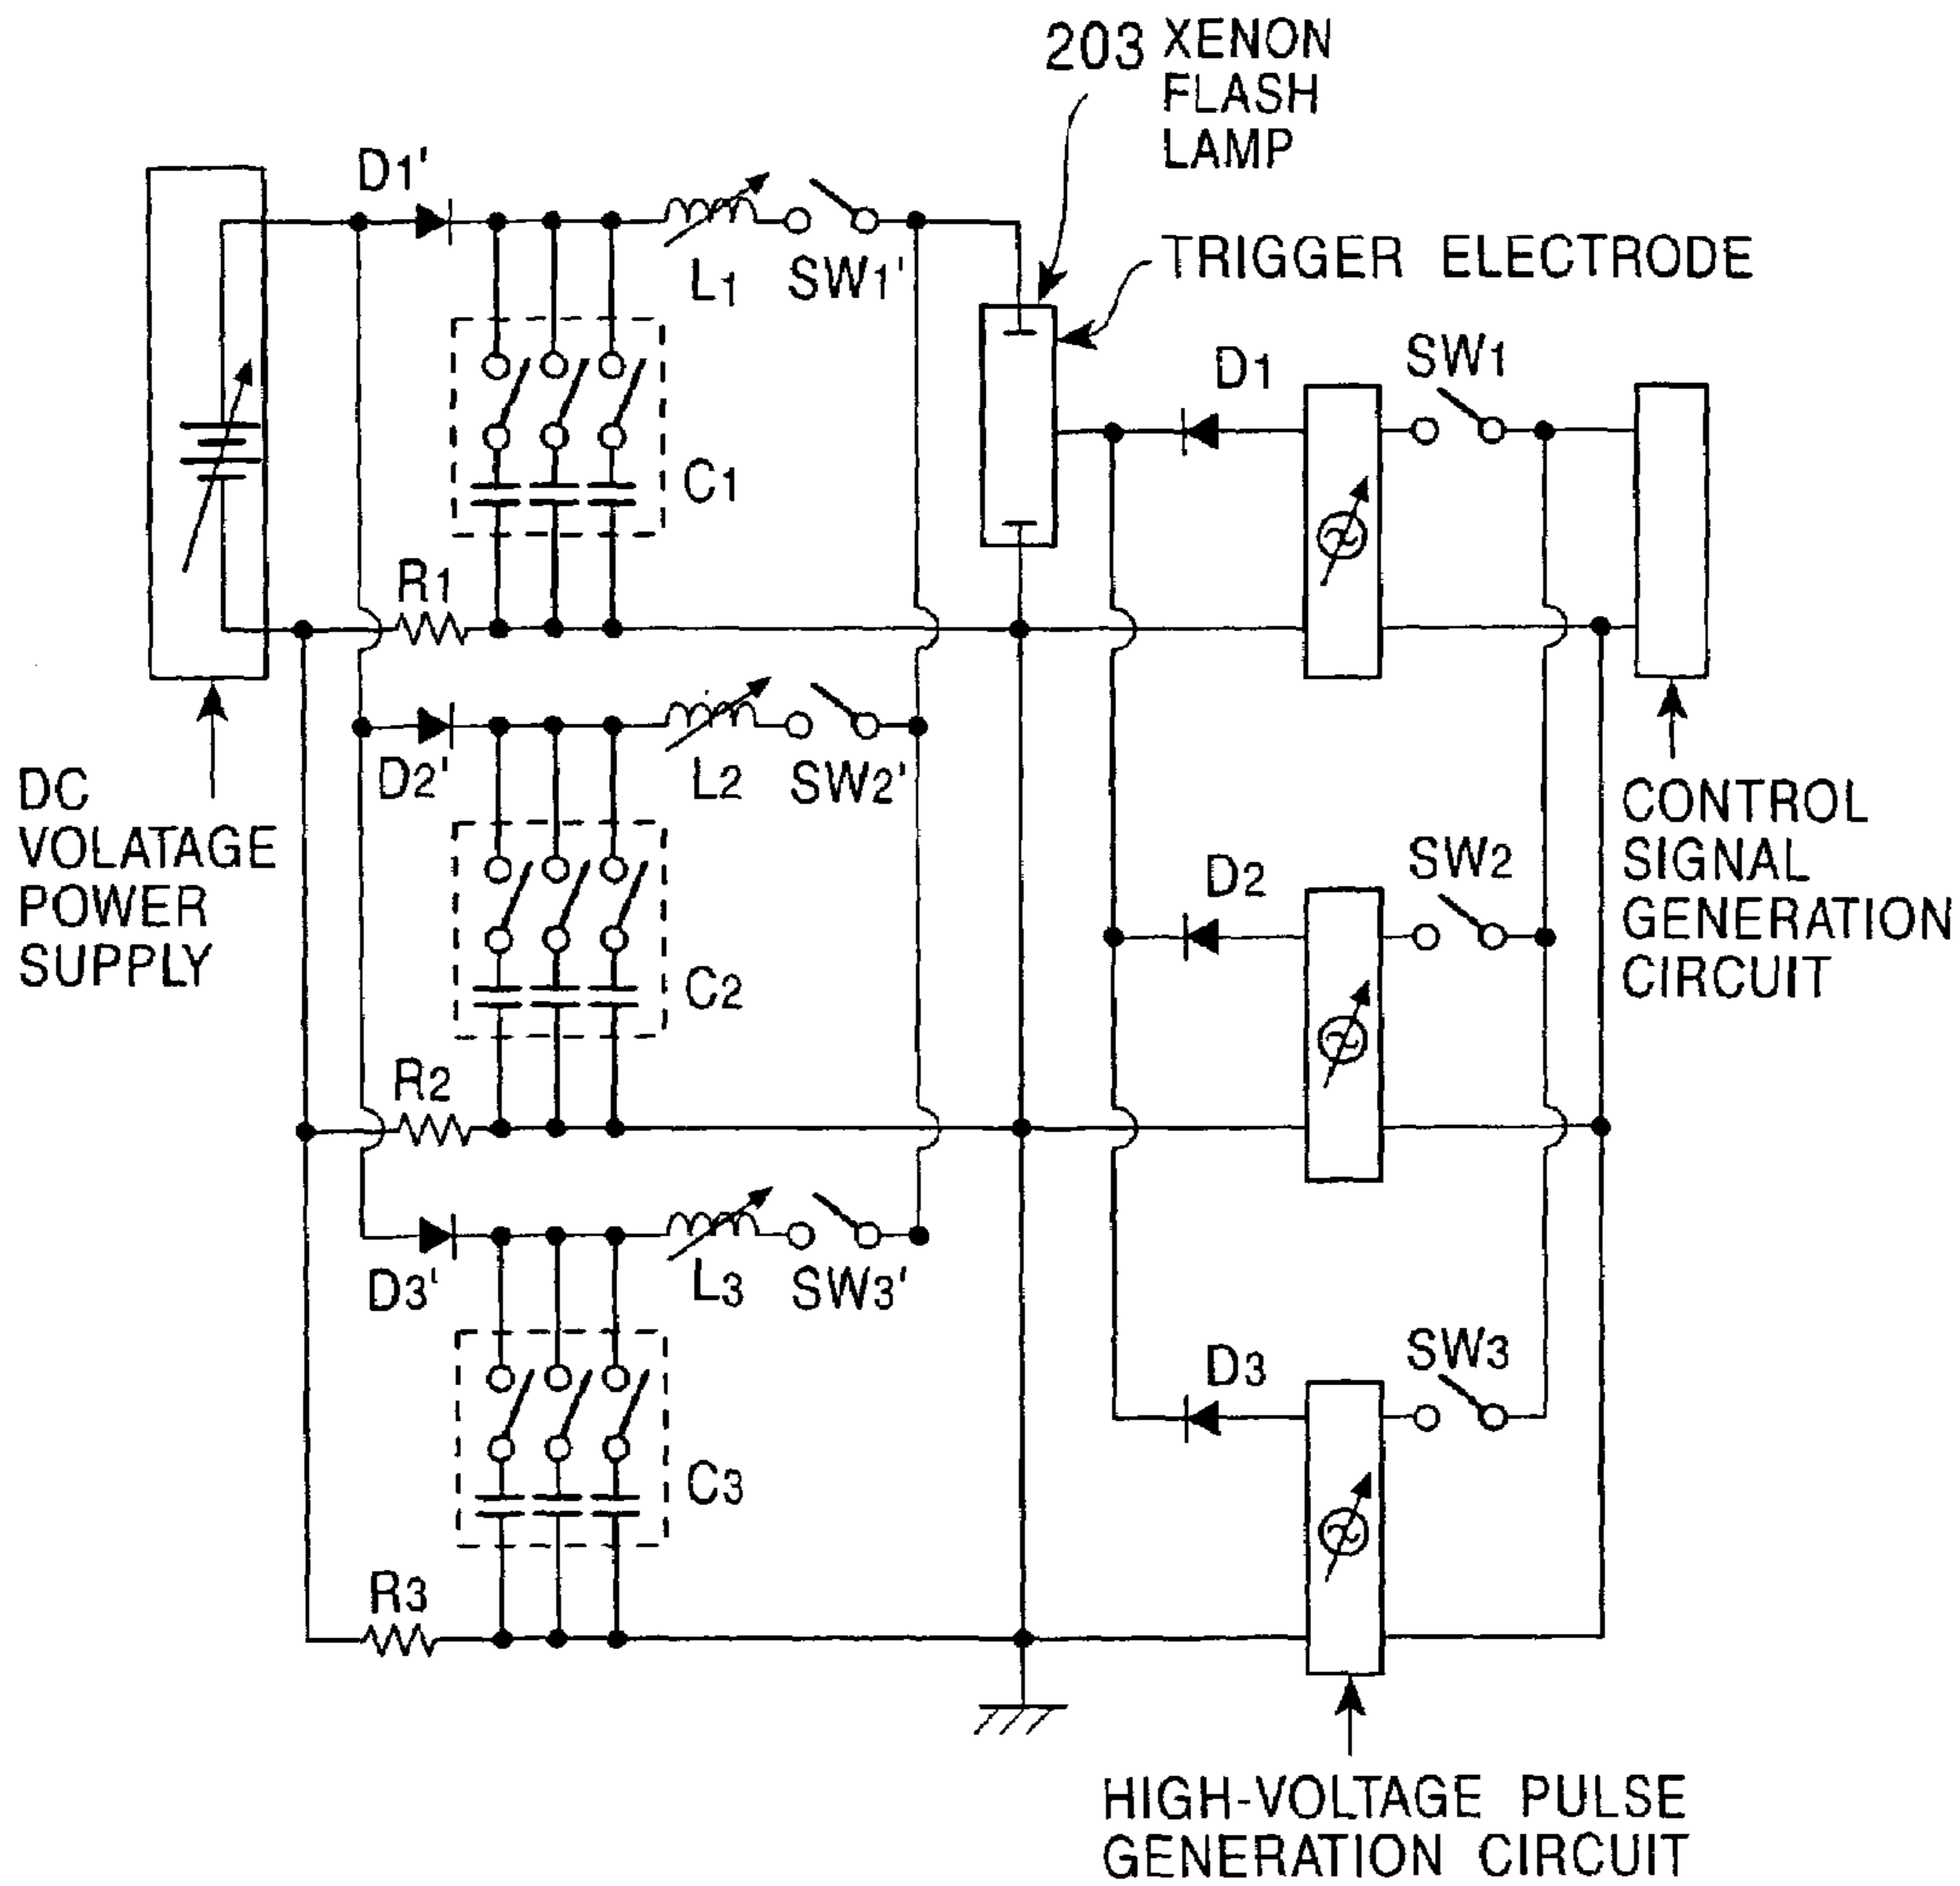 203 XENON
FLASH
LAMP
D1'
TRIGGER ELECTRODE
L1
SW1'
D1
SW1
C1
R1
D2'
L2
SW2'
DC
VOLATAGE
POWER
SUPPLY
CONTROL
SIGNAL
GENERATION
CIRCUIT
D2
SW2
C2
R2
D3'
L3
SW3'
D3
SW3
C3
R3
HIGH-VOLTAGE PULSE
GENERATION CIRCUIT